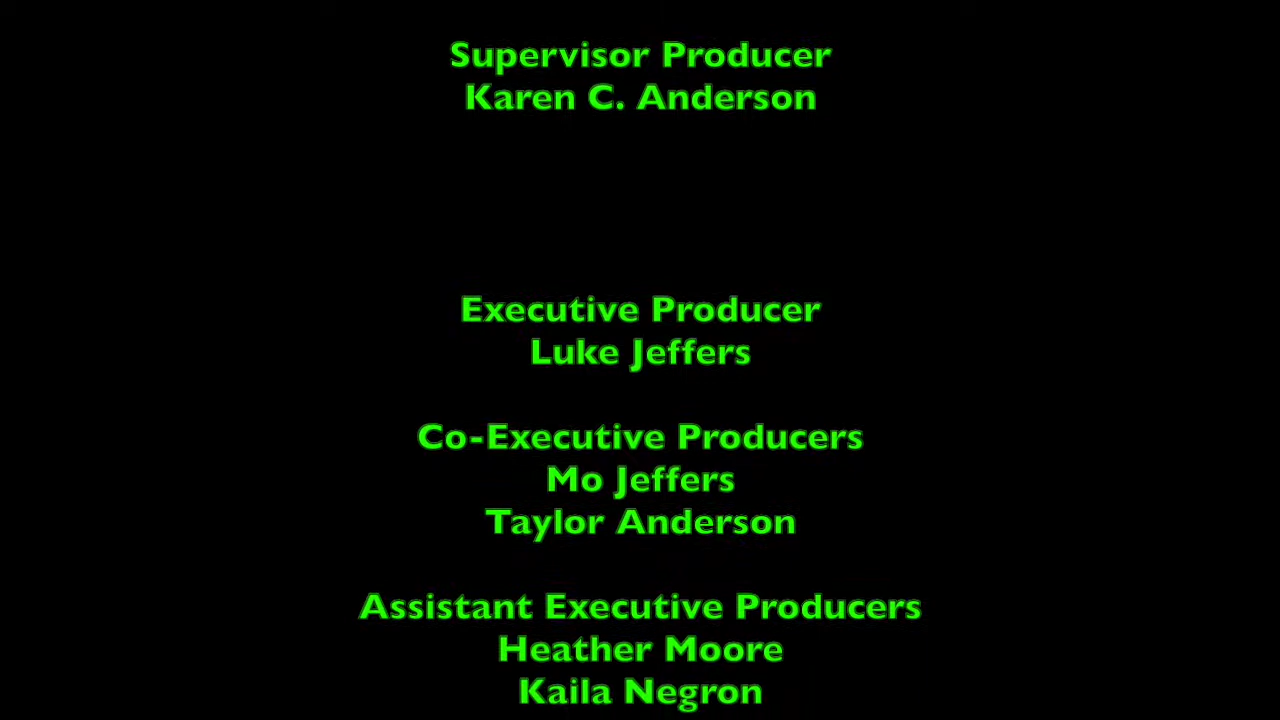 Supervisor Producer
Karen C. Anderson
Executive Producer
Luke Jeffers
Co-Executive Producers
Mo Jeffers
Taylor Anderson
Assistant Executive Producers
Heather Moore
Kaila Negron